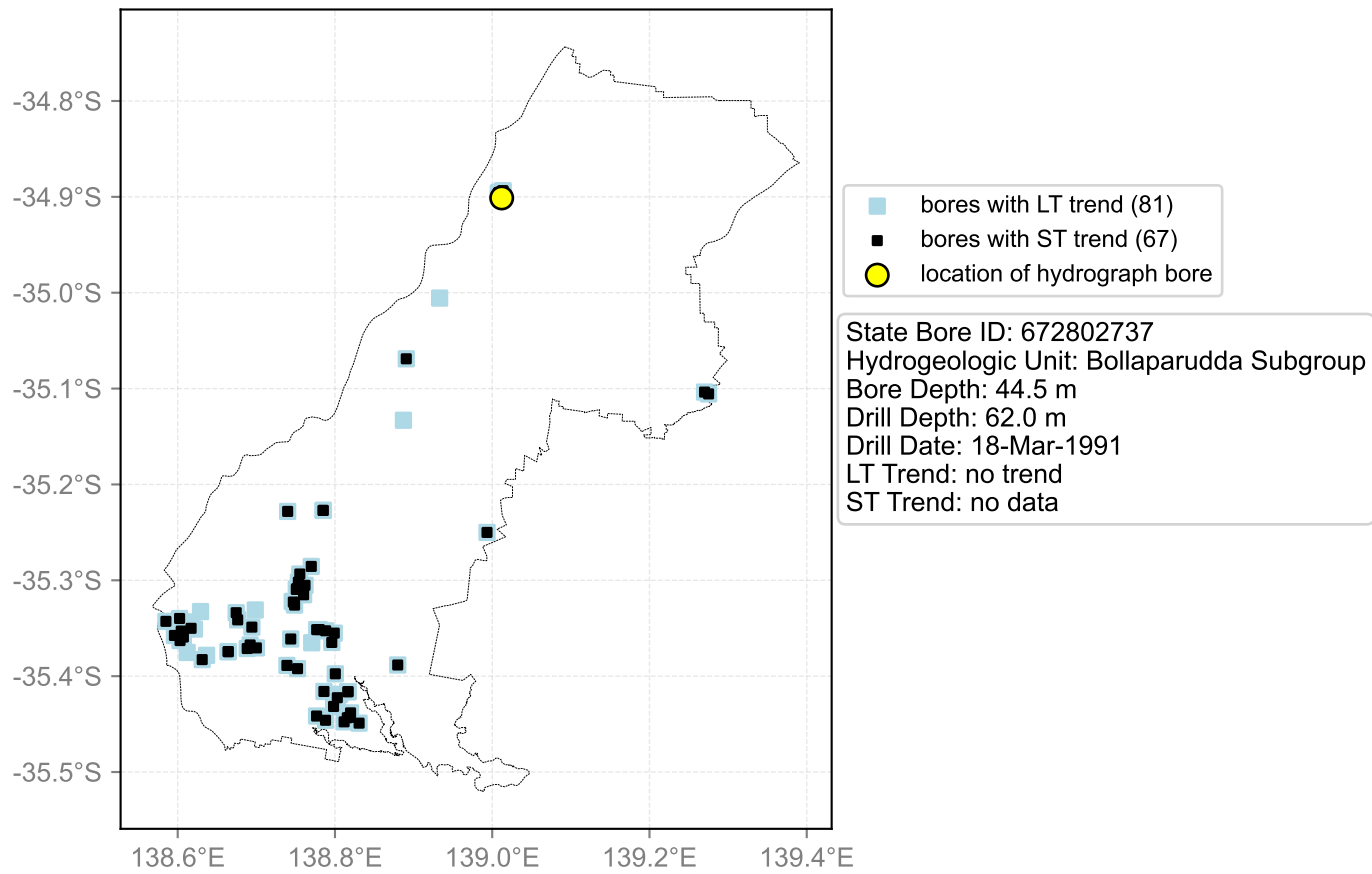 -34.8°S
-34.9°S
-35.0°S
-35.1°S
-35.2°S
-35.3°S
-35.4°S
-35.5°S
138.6°E
138.8°E
139.0°E
139.2°E
139.4°E
bores with LT trend (81)
bores with ST trend (67)
location of hydrograph bore
State Bore ID: 672802737
Hydrogeologic Unit: Bollaparudda Subgroup
Bore Depth: 44.5 m
Drill Depth: 62.0 m
Drill Date: 18-Mar-1991
LT Trend: no trend
ST Trend: no data